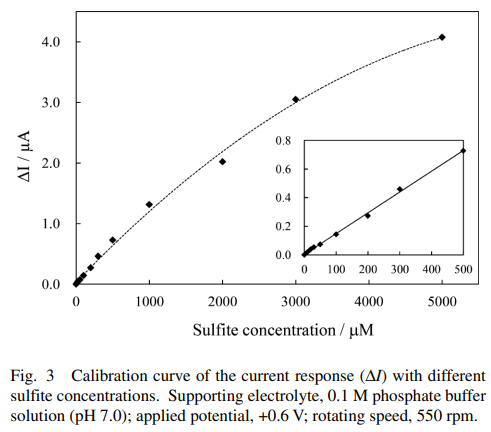 4.0
3.0
2.0
1.0
0.0
ΔI / μA
0.8
0.6
0.4
0.2
0.0
0 100 200 300 400 500
0 1000 2000 3000 4000 5000
Sulfite concentration / μM
Fig. 3 Calibration curve of the current response (ΔI) with different
sulfite concentrations. Supporting electrolyte, 0.1 M phosphate buffer
solution (pH 7.0); applied potential, +0.6 V; rotating speed, 550 rpm.